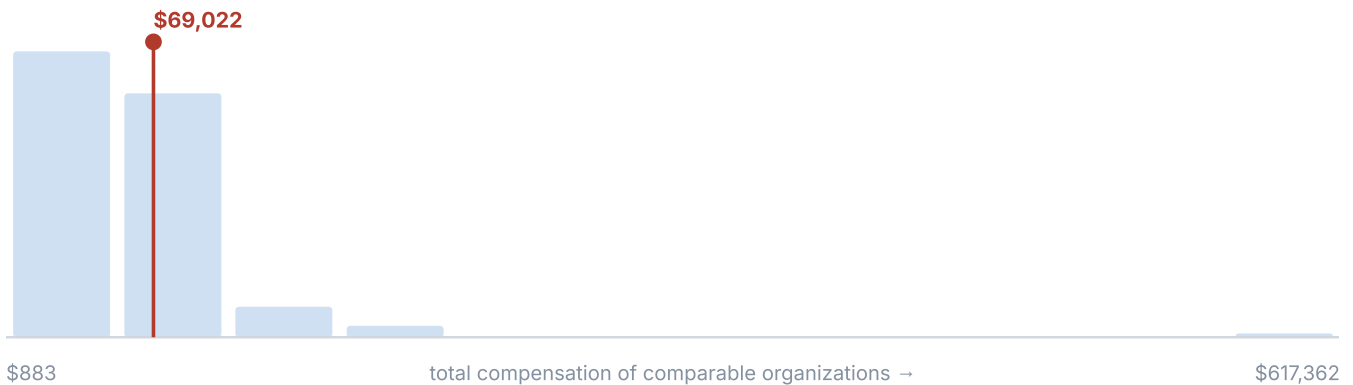 $69,022
$883 total compensation of comparable organizations → $617,362